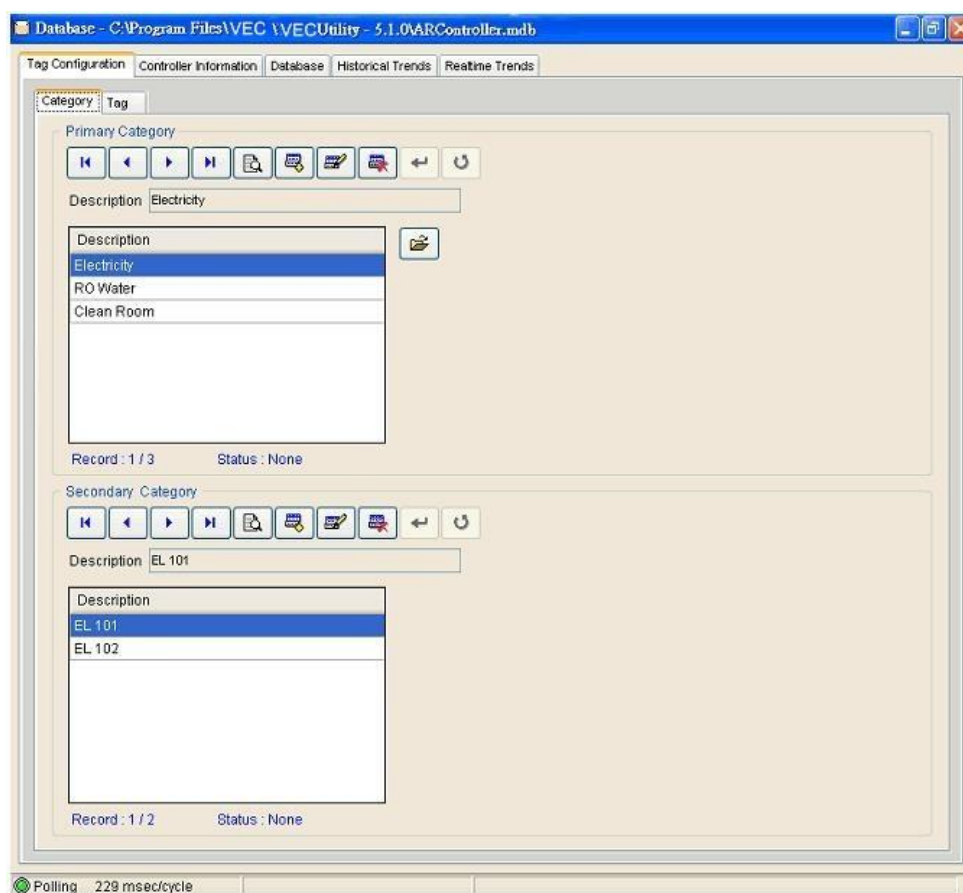 Database - C:\Program Files\VEC \VECUtility - 5.1.0\ARController.mdb
Tag Configuration Controller Information Database Historical Trends Realtime Trends
Category Tag
Primary Category
Description Electricity
Description
Electricity
RO Water
Clean Room
Record : 1 / 3 Status : None
Secondary Category
Description EL 101
Description
EL 101
EL 102
Record : 1 / 2 Status : None
Polling 229 msec/cycle